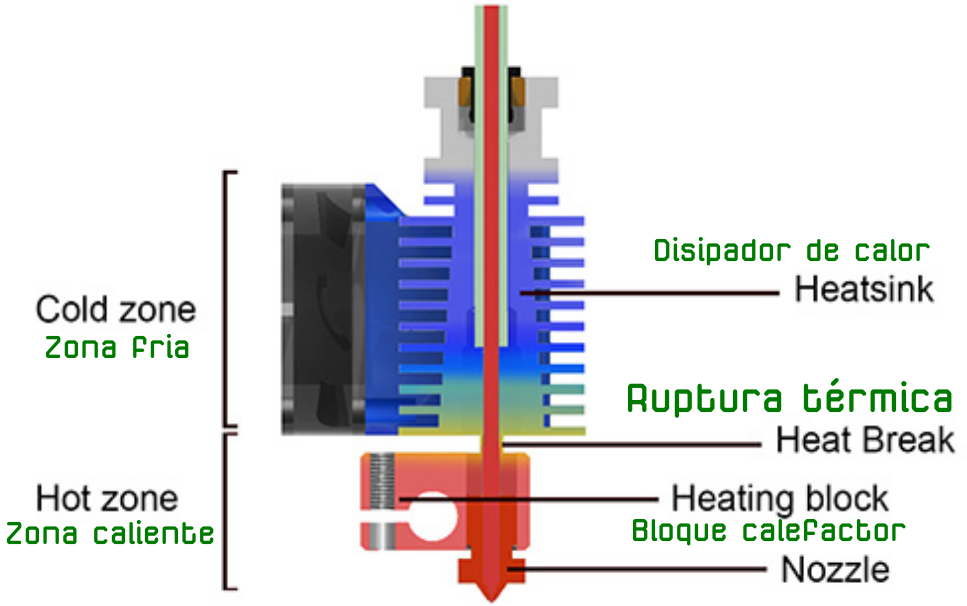 Disipador de calor
Heatsink
Cold zone
Zona fria
Ruptura térmica
Heat Break
Hot zone
Zona caliente
Heating block
Bloque calefactor
Nozzle